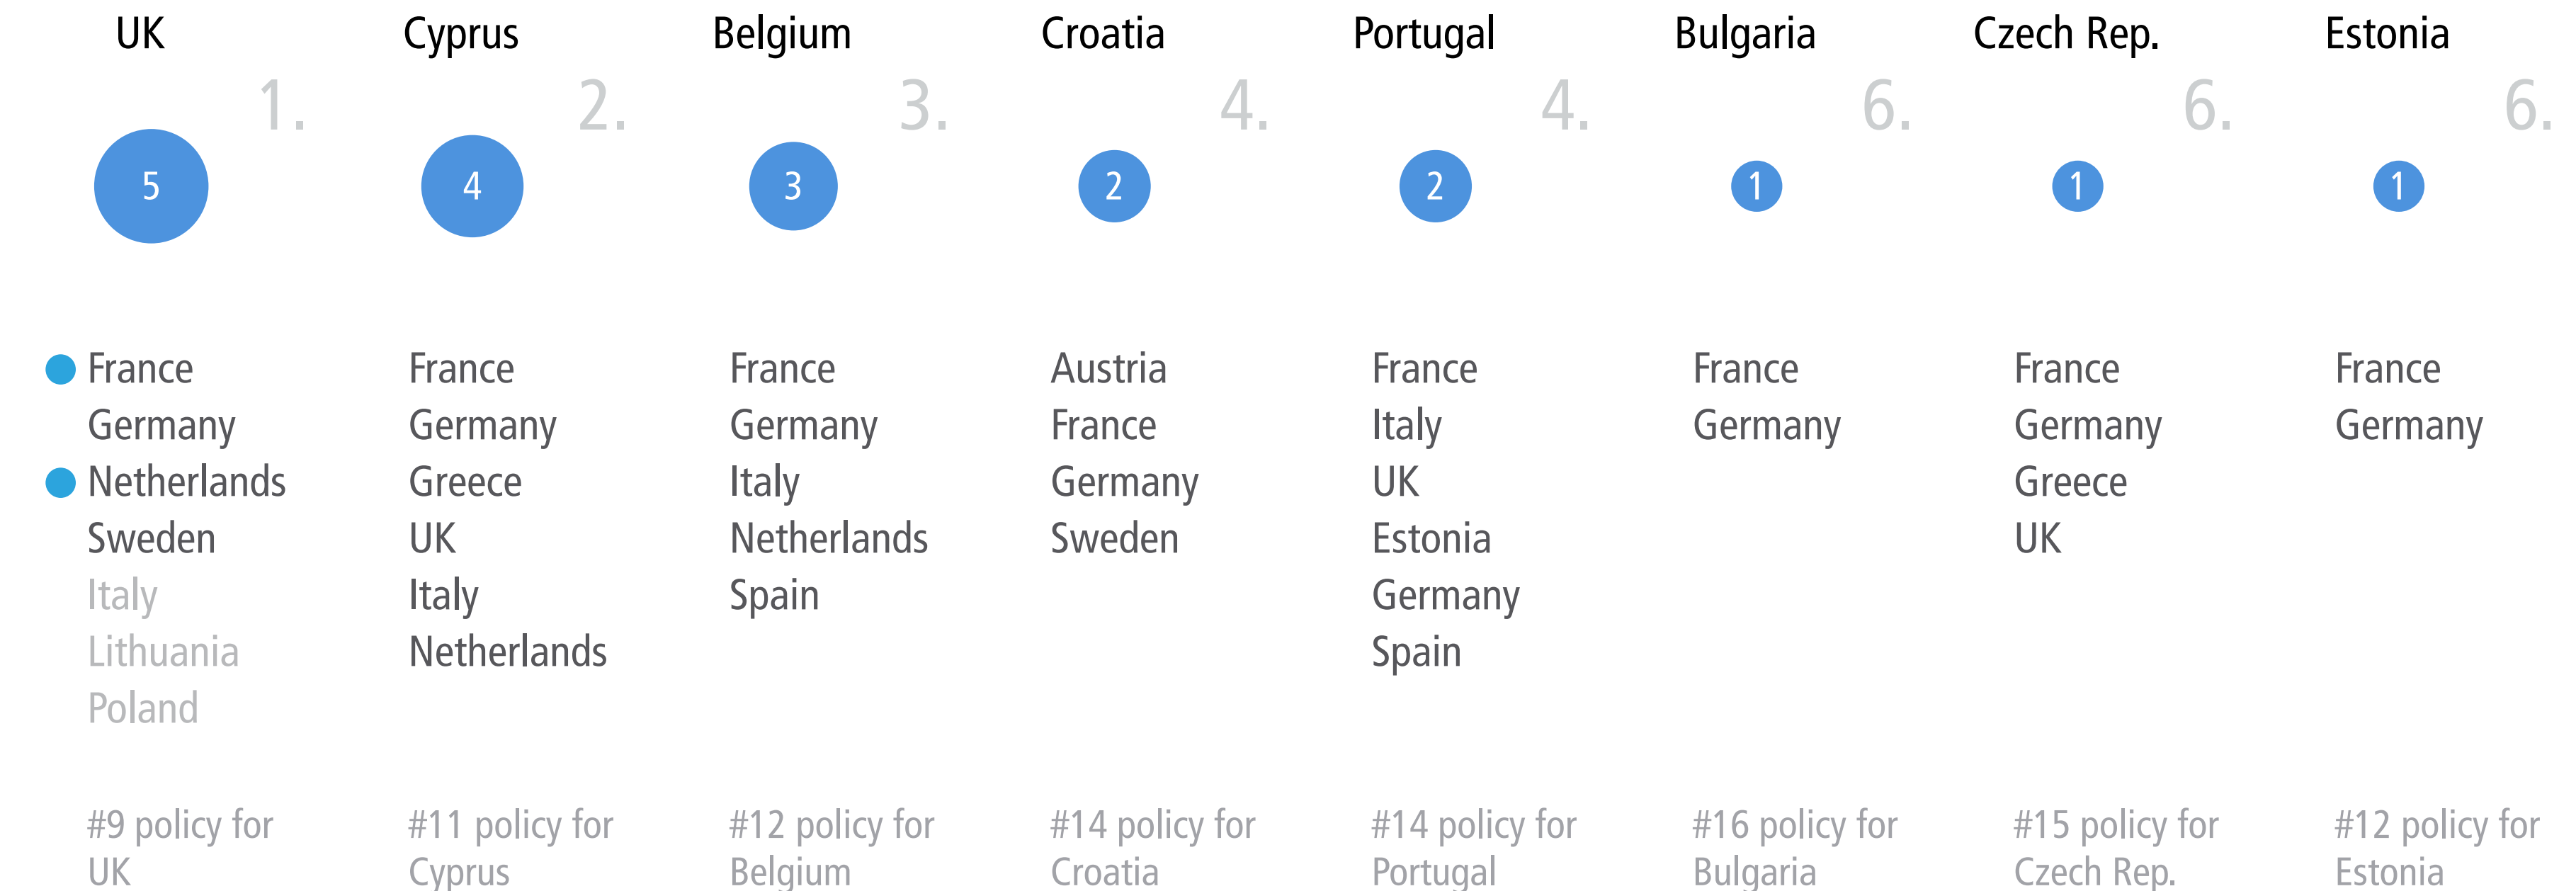 UK Cyprus Belgium Croatia Portugal Bulgaria Czech Rep. Estonia
1. 2. 3. 4. 4. 6. 6. 6.
5 4 3 2 2 1 1 1
France France France Austria France France France France
Germany Germany Germany France Italy Germany Germany Germany
Netherlands Greece Italy Germany UK Greece
Sweden UK Netherlands Sweden Estonia UK
Italy Italy Spain Germany
Lithuania Netherlands Spain
Poland
#9 policy for #11 policy for #12 policy for #14 policy for #14 policy for #16 policy for #15 policy for #12 policy for
UK Cyprus Belgium Croatia Portugal Bulgaria Czech Rep. Estonia